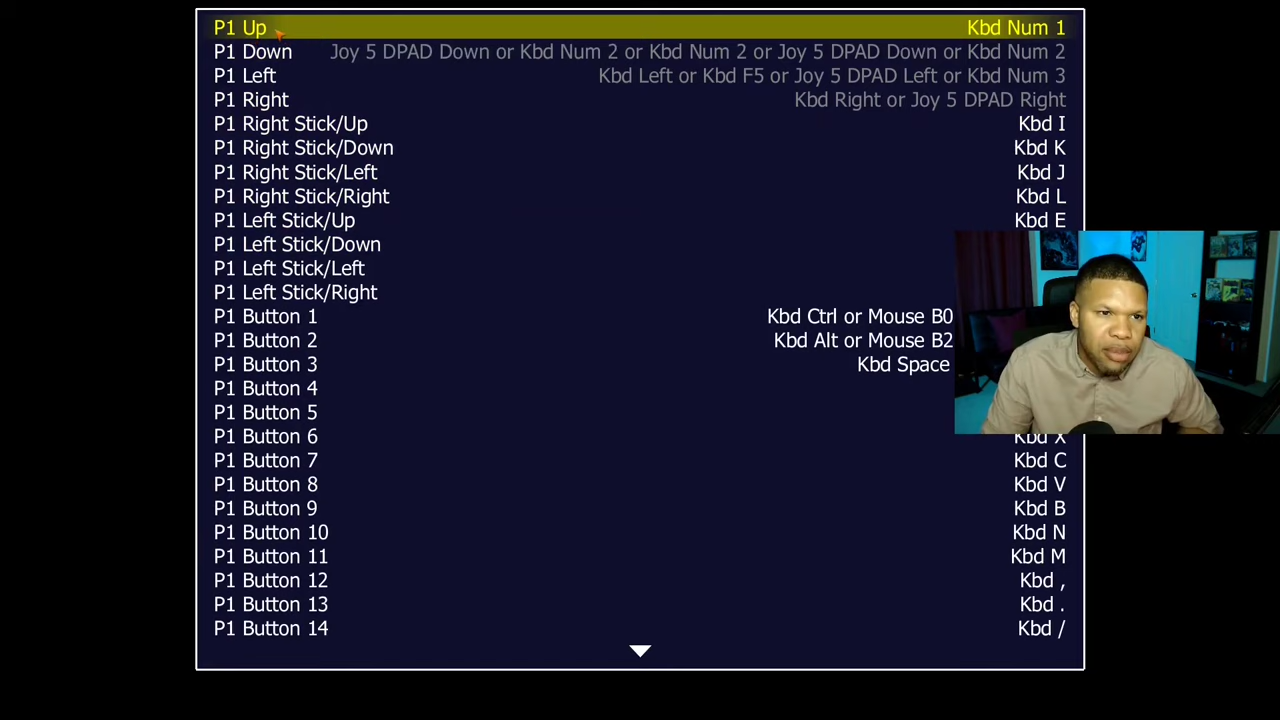 P1 Up Kbd Num 1
P1 Down Joy 5 DPAD Down or Kbd Num 2 or Kbd Num 2 or Joy 5 DPAD Down or Kbd Num 2
P1 Left Kbd Left or Kbd F5 or Joy 5 DPAD Left or Kbd Num 3
P1 Right Kbd Right or Joy 5 DPAD Right
P1 Right Stick/Up Kbd I
P1 Right Stick/Down Kbd K
P1 Right Stick/Left Kbd J
P1 Right Stick/Right Kbd L
P1 Left Stick/Up Kbd E
P1 Left Stick/Down
P1 Left Stick/Left
P1 Left Stick/Right
P1 Button 1 Kbd Ctrl or Mouse B0
P1 Button 2 Kbd Alt or Mouse B2
P1 Button 3 Kbd Space
P1 Button 4
P1 Button 5
P1 Button 6 Kbd X
P1 Button 7 Kbd C
P1 Button 8 Kbd V
P1 Button 9 Kbd B
P1 Button 10 Kbd N
P1 Button 11 Kbd M
P1 Button 12 Kbd ,
P1 Button 13 Kbd .
P1 Button 14 Kbd /